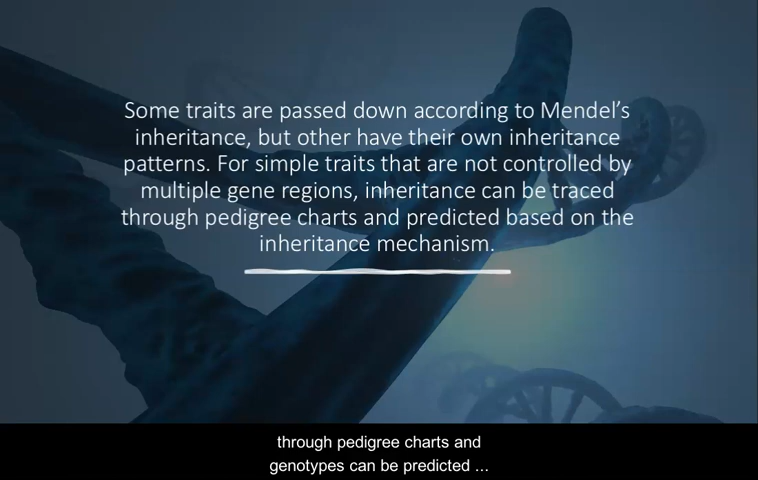 Some traits are passed down according to Mendel's
inheritance, but other have their own inheritance
patterns. For simple traits that are not controlled by
multiple gene regions, inheritance can be traced
through pedigree charts and predicted based on the
inheritance mechanism.
through pedigree charts and
genotypes can be predicted ...